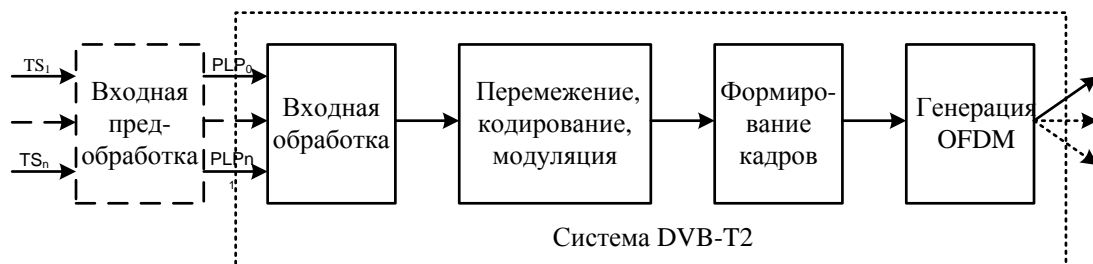 TS1
TSn
Входная
пред-
обработка
PLP0
PLPn
1
Входная
обработка
Перемежение,
кодирование,
модуляция
Формиро-
вание
кадров
Генерация
OFDM
Система DVB-T2